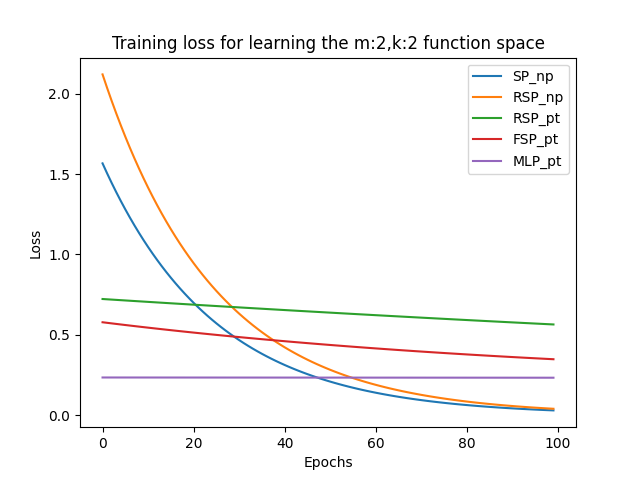 Training loss for learning the m:2,k:2 function space
SP_np
RSP_np
RSP_pt
FSP_pt
MLP_pt
2.0
1.5
1.0
0.5
0.0
Loss
0 20 40 60 80 100
Epochs